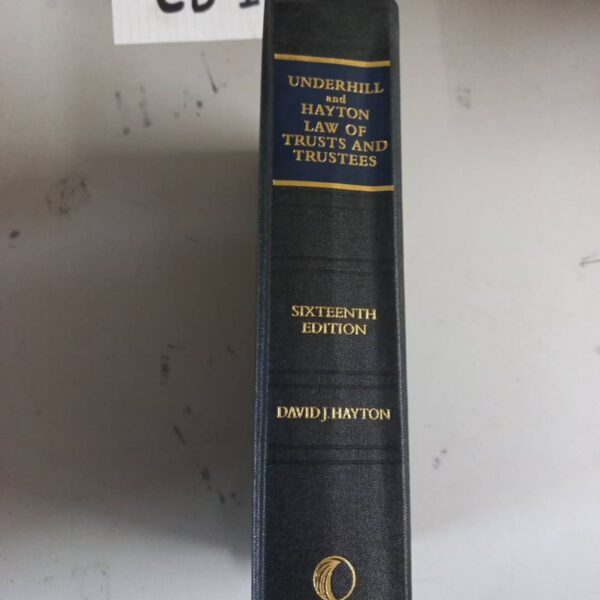 UNDERHILL
and
HAYTON
LAW OF
TRUSTS AND
TRUSTEES
SIXTEENTH
EDITION
DAVID J. HAYTON